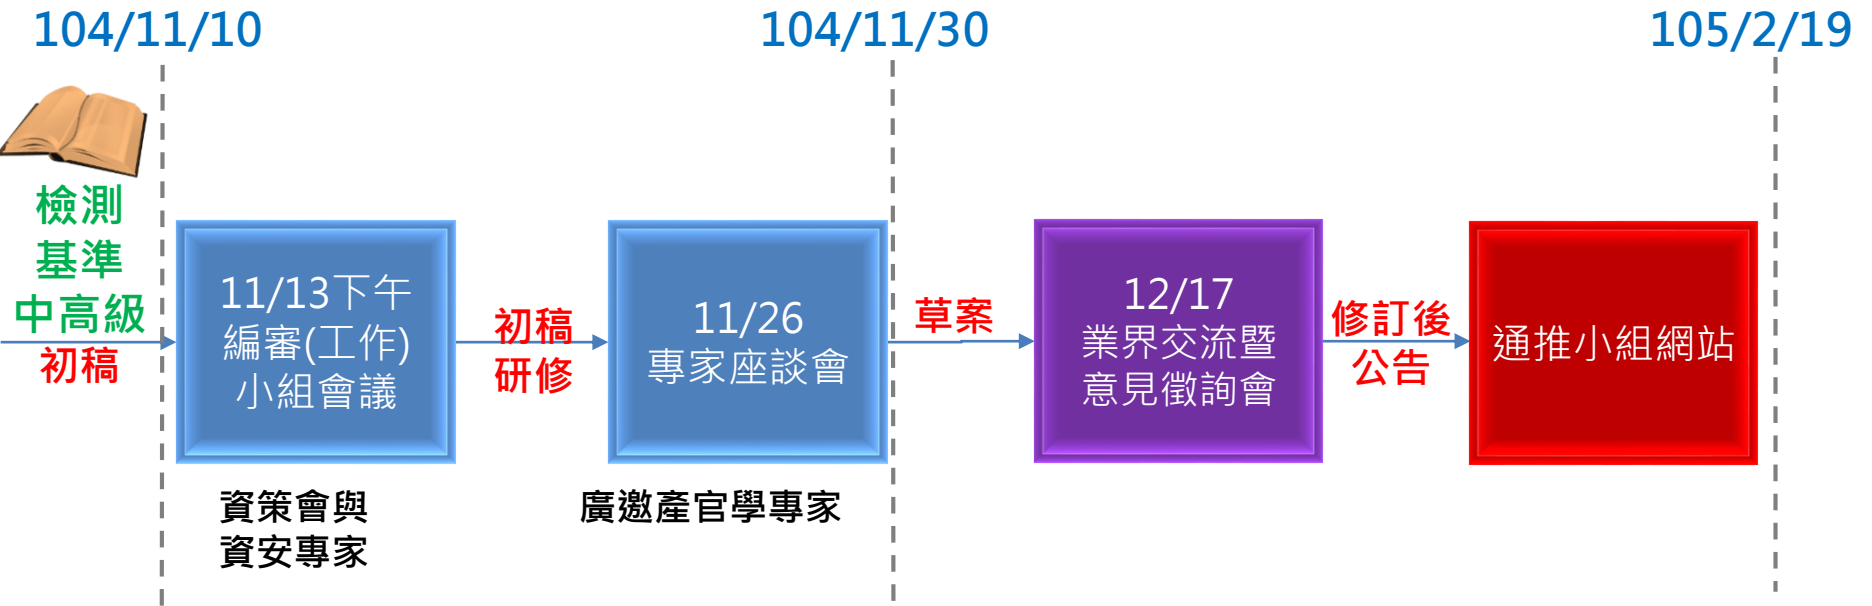 104/11/10
104/11/30
105/2/19
檢測
基準
中高級
初稿
11/13下午
編審(工作)
小組會議
資策會與
資安專家
初稿
研修
11/26
專家座談會
廣邀產官學專家
草案
12/17
業界交流暨
意見徵詢會
修訂後
公告
通推小組網站